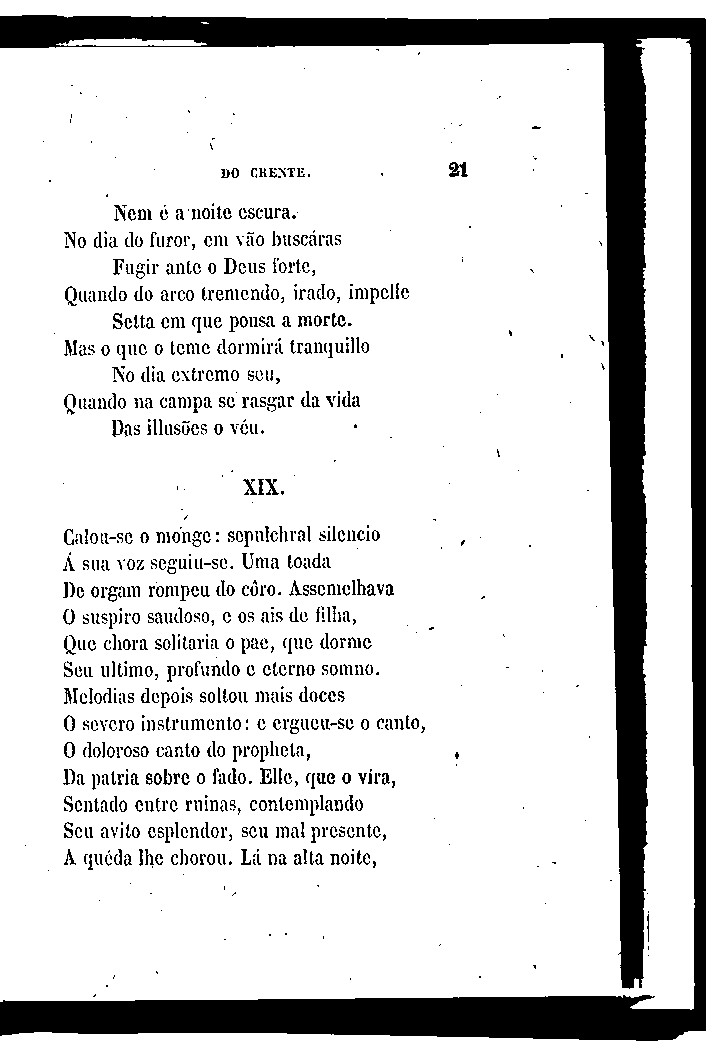 DO CRENTE. 21
Nem é a noite escura.
No dia do furor, em vão buscáras
Fugir ante o Deus forte,
Quando do arco tremendo, irado, impelle
Setta em que pousa a morte.
Mas o que o teme dormirá tranquillo
No dia extremo seu,
Quando na campa se rasgar da vida
Das illusões o véu.
XIX.
Calou-se o monge: sepulchral silencio
Á sua voz seguiu-se. Uma toada
De orgam rompeu do côro. Assemelhava
O suspiro saudoso, e os ais de filha,
Que chora solitaria o pae, que dorme
Seu ultimo, profundo e eterno somno.
Melodias depois soltou mais doces
O severo instrumento: e ergueu-se o canto,
O doloroso canto do propheta,
Da patria sobre o fado. Elle, que o vira,
Sentado entre ruinas, contemplando
Seu avito esplendor, seu mal presente,
A quéda lhe chorou. Lá na alta noite,